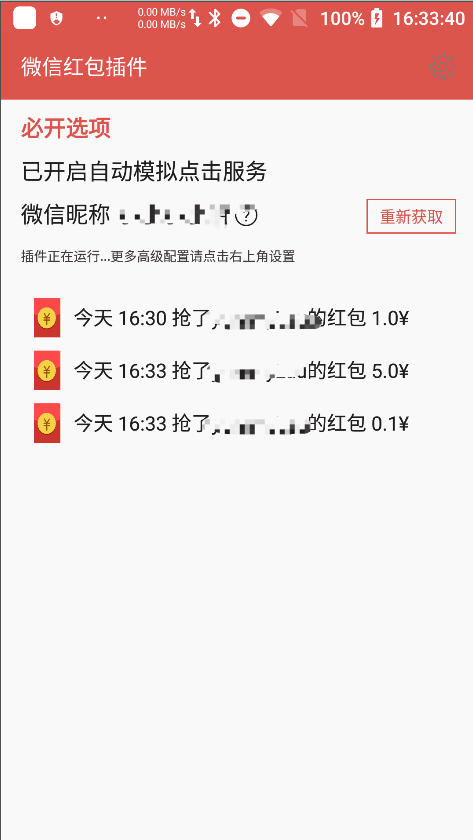 0.00 MB/s
0.00 MB/s
100%
16:33:40
微信红包插件
必开选项
已开启自动模拟点击服务
微信昵称
?
重新获取
插件正在运行...更多高级配置请点击右上角设置
¥ 今天 16:30 抢了 的红包 1.0¥
¥ 今天 16:33 抢了 的红包 5.0¥
¥ 今天 16:33 抢了 的红包 0.1¥